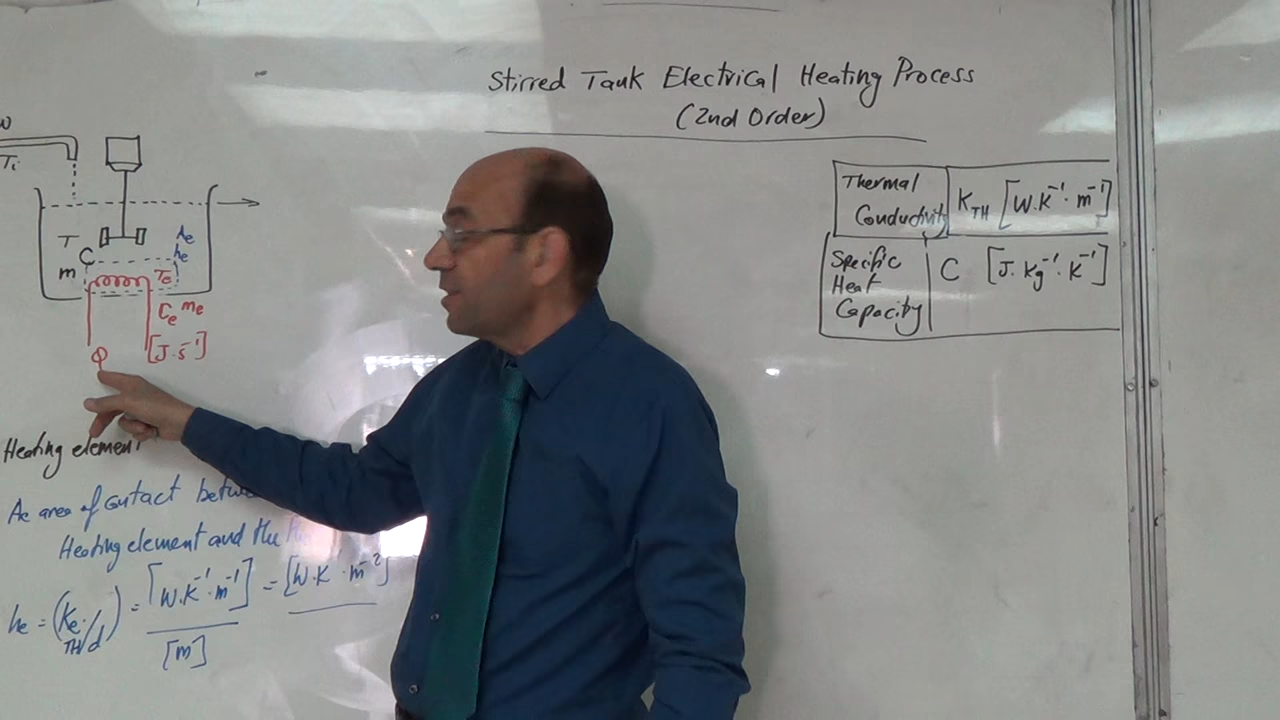 Stirred Tank Electrical Heating Process
(2nd Order)
Thermal Conductivity K_TH [W.K⁻¹.m⁻¹]
Specific Heat Capacity C [J.Kg⁻¹.K⁻¹]
w
Ti
T
C
m
Ae
he
Te
Ce me
Φ [J.s⁻¹]
Heating element
Ae area of contact betwe
Heating element and the
he = (Ke.TH/d) = [W.K⁻¹.m⁻¹]/[m] = [W.K⁻¹.m⁻²]